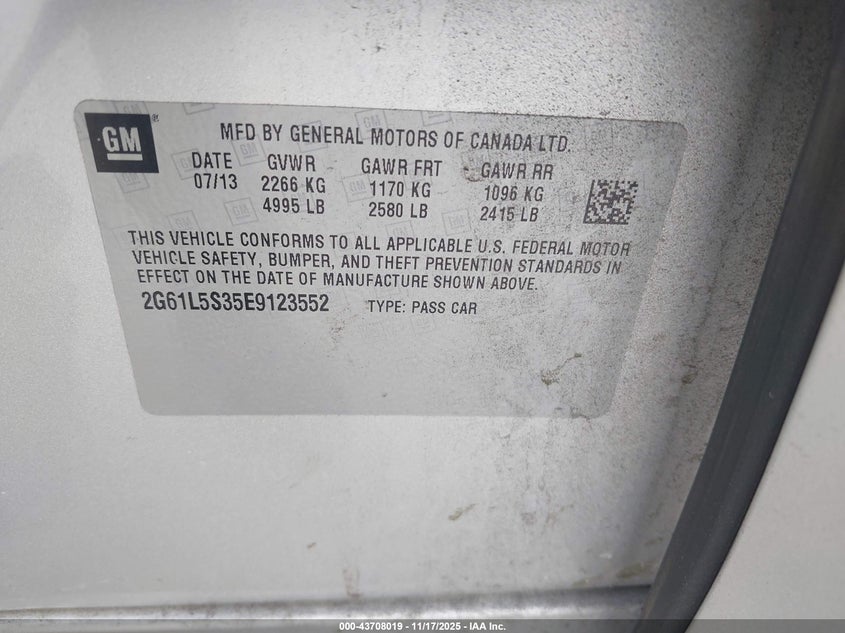 GM ®
MFD BY GENERAL MOTORS OF CANADA LTD.
DATE GVWR GAWR FRT GAWR RR
07/13 2266 KG 1170 KG 1096 KG
4995 LB 2580 LB 2415 LB
THIS VEHICLE CONFORMS TO ALL APPLICABLE U.S. FEDERAL MOTOR
VEHICLE SAFETY, BUMPER, AND THEFT PREVENTION STANDARDS IN
EFFECT ON THE DATE OF MANUFACTURE SHOWN ABOVE.
2G61L5S35E9123552 TYPE: PASS CAR
000-43708019 - 11/17/2025 - IAA Inc.